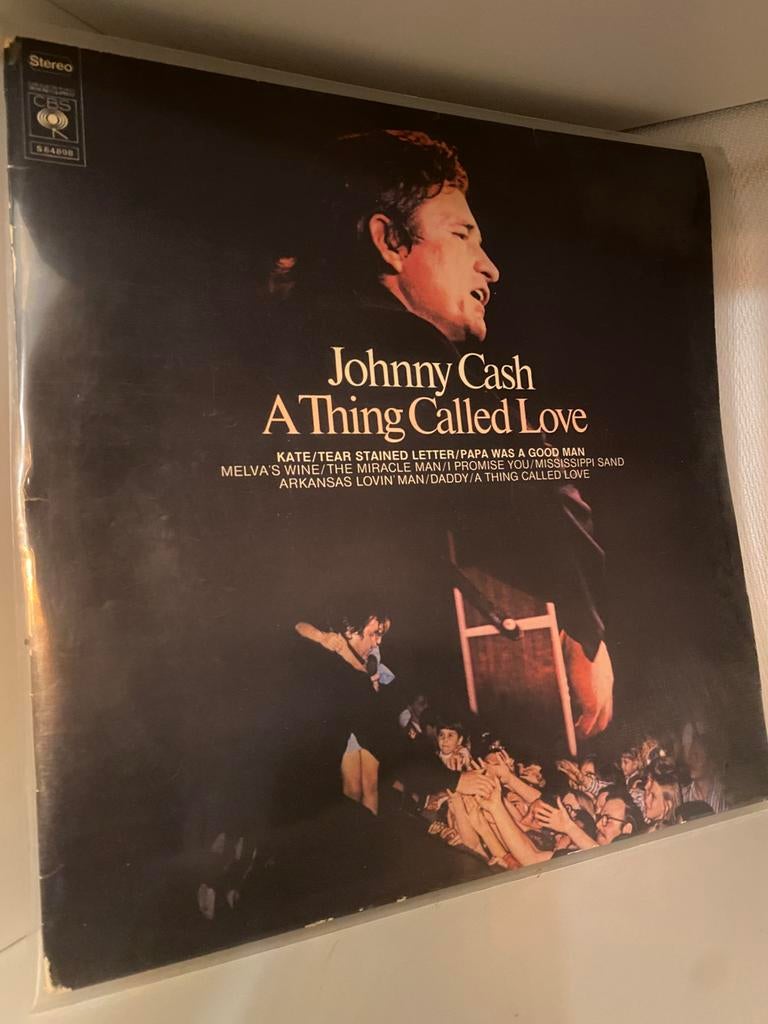 Stereo
CBS
S 64898
Johnny Cash
A Thing Called Love
KATE/TEAR STAINED LETTER/PAPA WAS A GOOD MAN
MELVA'S WINE/THE MIRACLE MAN/I PROMISE YOU/MISSISSIPPI SAND
ARKANSAS LOVIN' MAN/DADDY/A THING CALLED LOVE